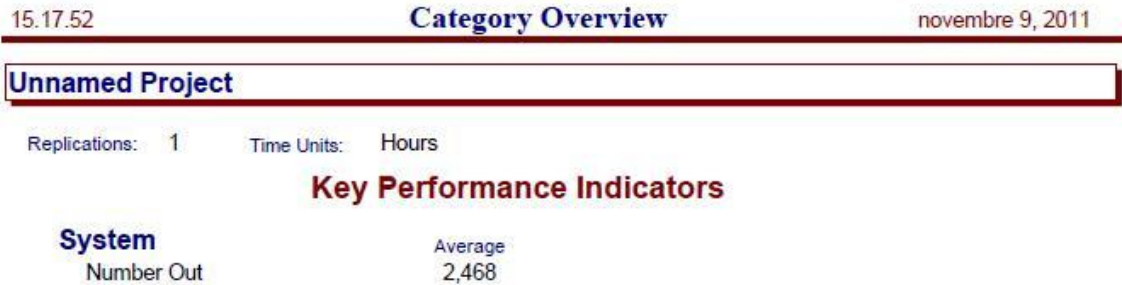 15.17.52 Category Overview novembre 9, 2011
Unnamed Project
Replications: 1 Time Units: Hours
Key Performance Indicators
System Average
Number Out 2,468